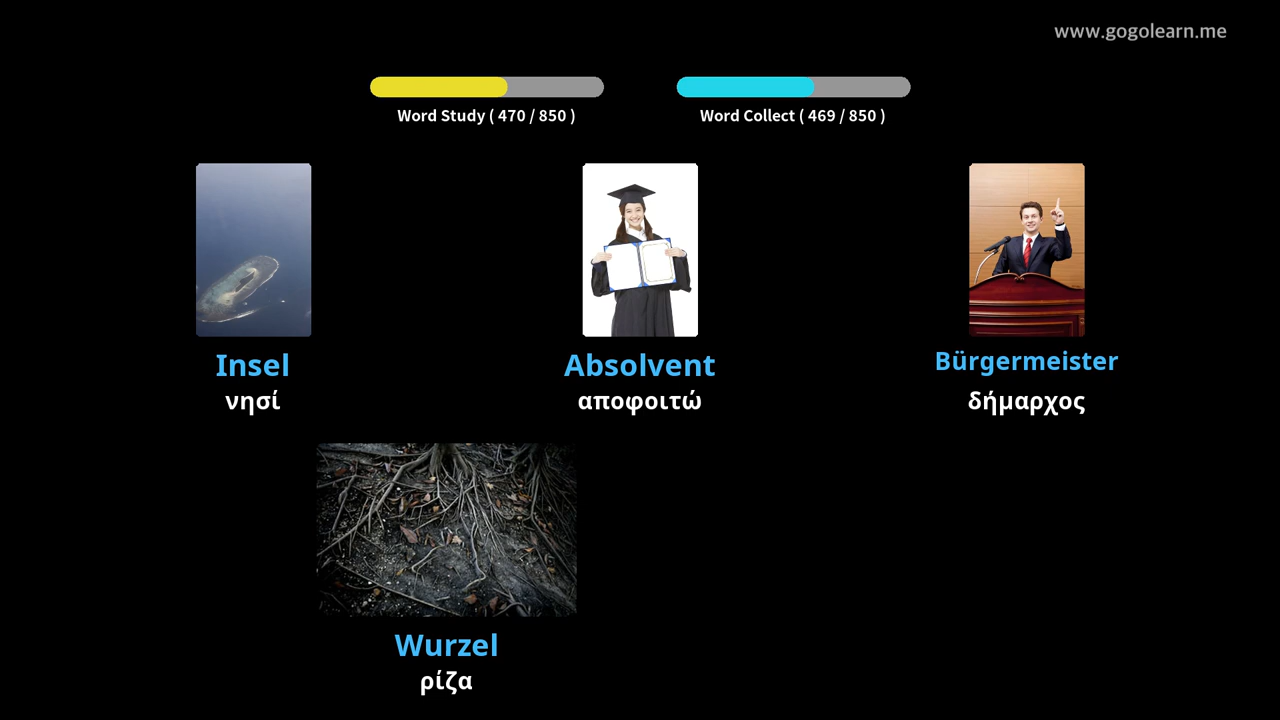 www.gogolearn.me
Word Study ( 470 / 850 )
Word Collect ( 469 / 850 )
Insel
νησί
Absolvent
αποφοιτώ
Bürgermeister
δήμαρχος
Wurzel
ρίζα